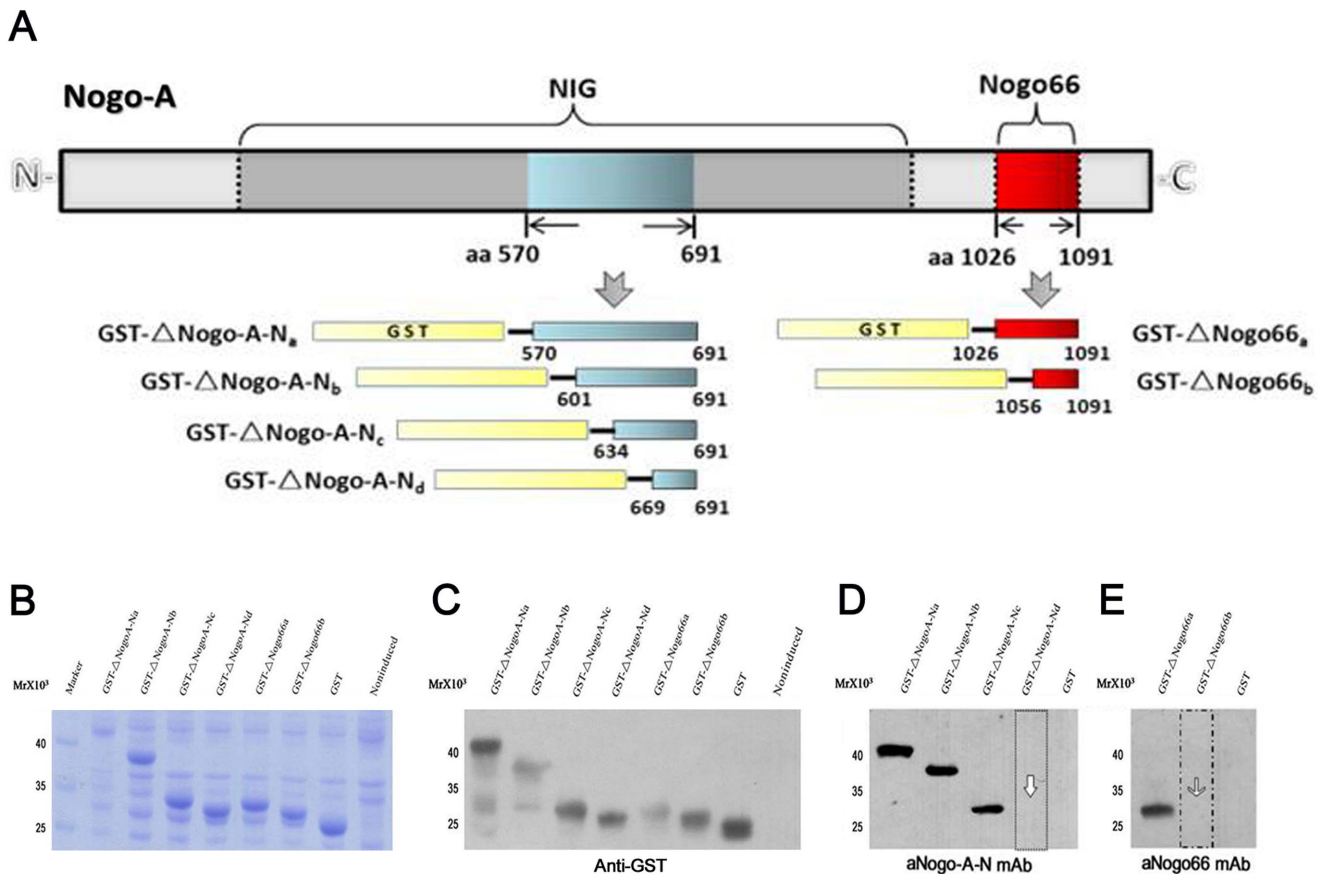 A
Nogo-A
NIG
Nogo66
N-
-C
aa 570
691
aa 1026
1091
GST-△Nogo-A-Na
GST
570
691
GST-△Nogo-A-Nb
601
691
GST-△Nogo-A-Nc
634
691
GST-△Nogo-A-Nd
669
691
GST
1026
1091
GST-△Nogo66a
1056
1091
GST-△Nogo66b
B
MrX10³
Marker
GST-△NogoA-Na
GST-△NogoA-Nb
GST-△NogoA-Nc
GST-△NogoA-Nd
GST-△Nogo66a
GST-△Nogo66b
GST
Noninduced
40
35
25
C
MrX10³
GST-△NogoA-Na
GST-△NogoA-Nb
GST-△NogoA-Nc
GST-△NogoA-Nd
GST-△Nogo66a
GST-△Nogo66b
GST
Noninduced
40
35
25
Anti-GST
D
MrX10³
GST-△NogoA-Na
GST-△NogoA-Nb
GST-△NogoA-Nc
GST-△NogoA-Nd
GST
40
35
25
aNogo-A-N mAb
E
MrX10³
GST-△Nogo66a
GST-△Nogo66b
GST
40
35
25
aNogo66 mAb